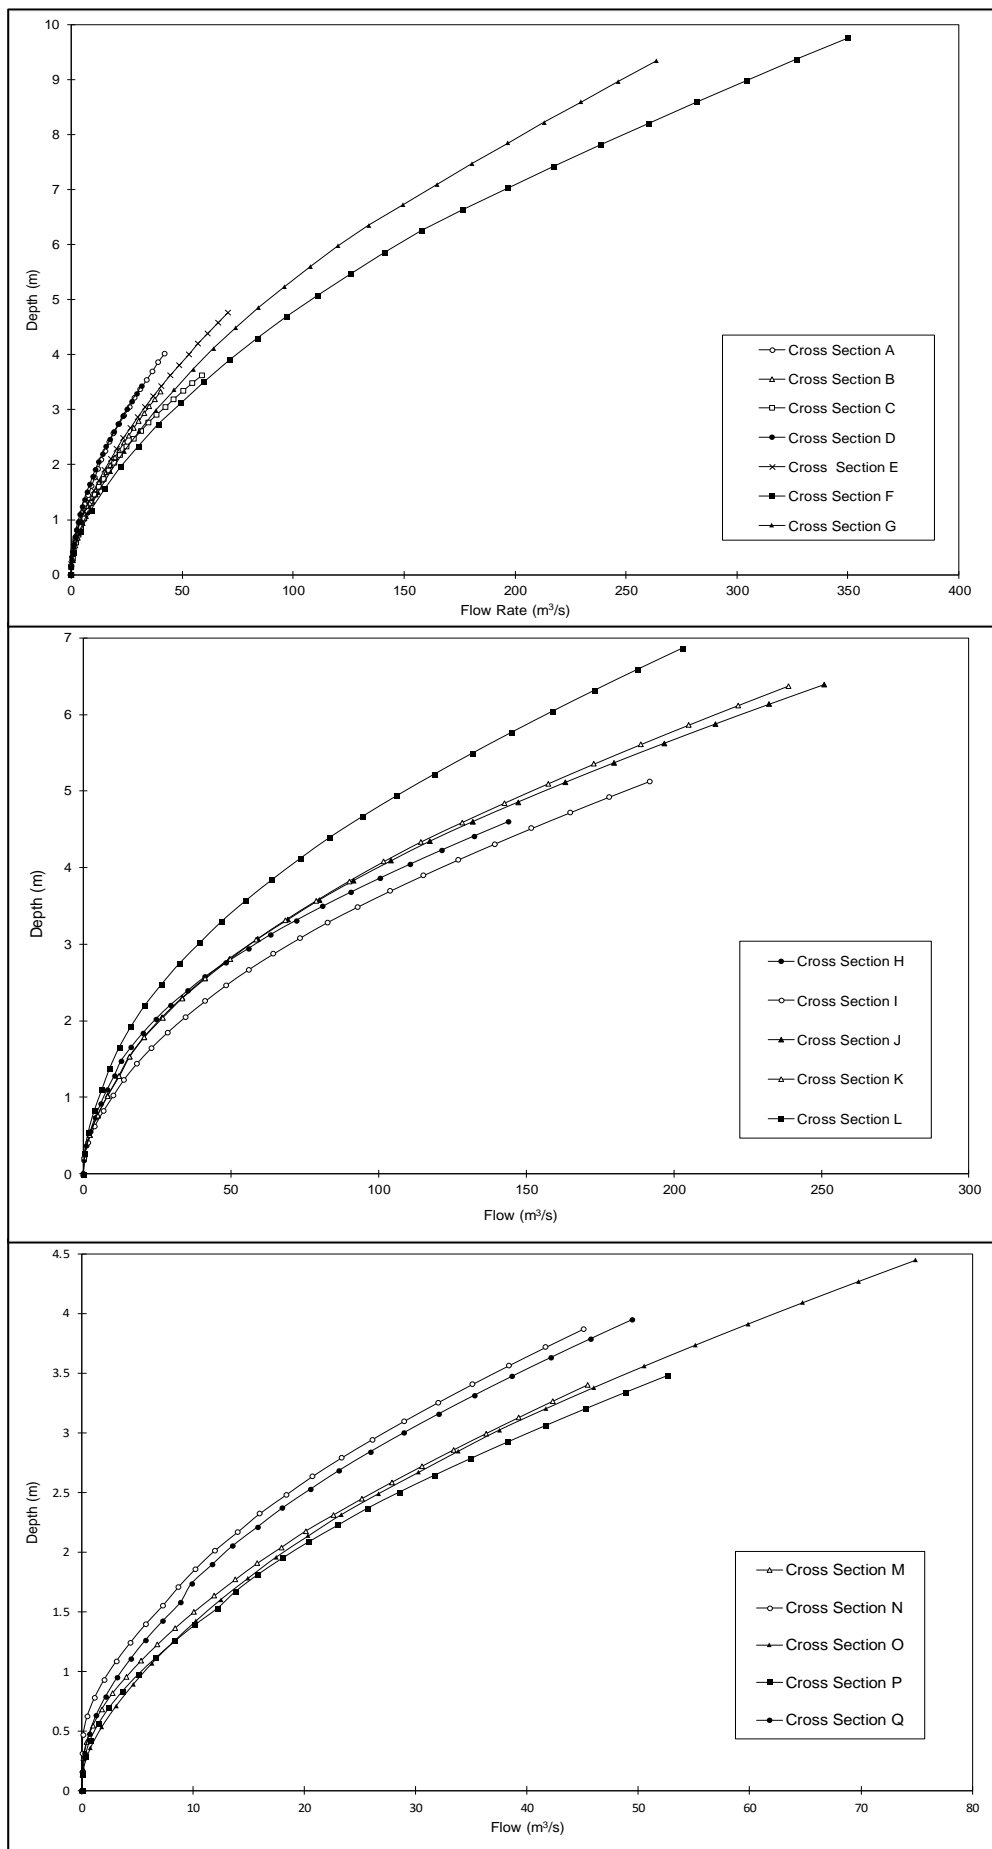 10
9
8
7
6
5
4
3
2
1
0
Depth (m)
0 50 100 150 200 250 300 350 400
Flow Rate (m³/s)
Cross Section A
Cross Section B
Cross Section C
Cross Section D
Cross  Section E
Cross Section F
Cross Section G
7
6
5
4
3
2
1
0
Depth (m)
0 50 100 150 200 250 300
Flow (m³/s)
Cross Section H
Cross Section I
Cross Section J
Cross Section K
Cross Section L
4.5
4
3.5
3
2.5
2
1.5
1
0.5
0
Depth (m)
0 10 20 30 40 50 60 70 80
Flow (m³/s)
Cross Section M
Cross Section N
Cross Section O
Cross Section P
Cross Section Q